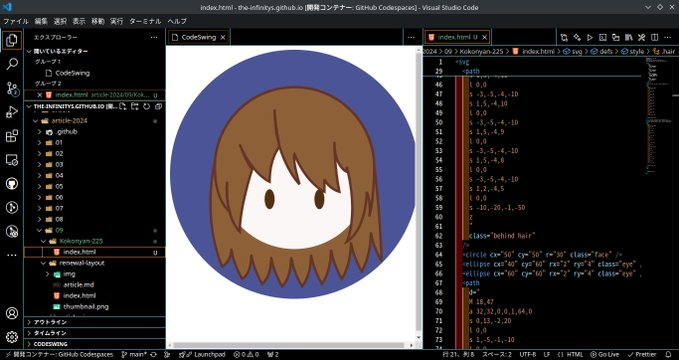 index.html - the-infinitys.github.io [開発コンテナー: GitHub Codespaces] - Visual Studio Code
ファイル 編集 選択 表示 移動 実行 ターミナル ヘルプ
エクスプローラー
開いているエディター
グループ 1
CodeSwing
グループ 2
index.html article-2024/09/Kok... U
THE-INFINITYS.GITHUB.IO [開...
article-2024
.github
01
02
03
04
05
06
07
08
09
Kokonyan-225
index.html U
renewal-layout
img
article.md
index.html
thumbnail.png
アウトライン
タイムライン
CODESWING
CodeSwing
index.html U
2024 > 09 > Kokonyan-225 > index.html > svg > defs > style > .hair
1 <svg
29 <path
46 l 0,0
47 s -3,-5,-4,-10
48 s 1,5,-4,10
49 l 0,0
50 s -3,-5,-4,-10
51 s 1,5,-4,9
52 l 0,0
53 s -3,-5,-4,-10
54 s 1,5,-4,8
55 l 0,0
56 s -3,-5,-4,-10
57 s 1,2,-4,5
58 l 0,0
59 s -10,-20,-1,-50
60 z
61 "
62 class="behind hair"
63 />
64 <circle cx="50" cy="50" r="30" class="face" />
65 <ellipse cx="40" cy="60" rx="2" ry="4" class="eye"
66 <ellipse cx="60" cy="60" rx="2" ry="4" class="eye"
67 <path
68 d="
69 M 18,47
70 a 32,32,0,0,1,64,0
71 s 0,13,-2,20
72 l 0,0
73 s 1,-5,-1,-10
開発コンテナー: GitHub Codespaces main* Launchpad 0 0 2 行 21、列 8 スペース: 2 UTF-8 LF HTML Go Live Prettier